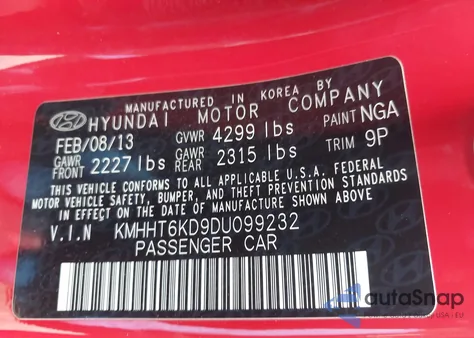 MANUFACTURED IN KOREA BY
HYUNDAI MOTOR COMPANY
FEB/08/13 GVWR 4299 lbs PAINT NGA
GAWR FRONT 2227 lbs GAWR REAR 2315 lbs TRIM 9P
THIS VEHICLE CONFORMS TO ALL APPLICABLE U.S.A. FEDERAL
MOTOR VEHICLE SAFETY, BUMPER, AND THEFT PREVENTION STANDARDS
IN EFFECT ON THE DATE OF MANUFACTURE SHOWN ABOVE
V.I.N KMHHT6KD9DU099232
PASSENGER CAR
autaSnap